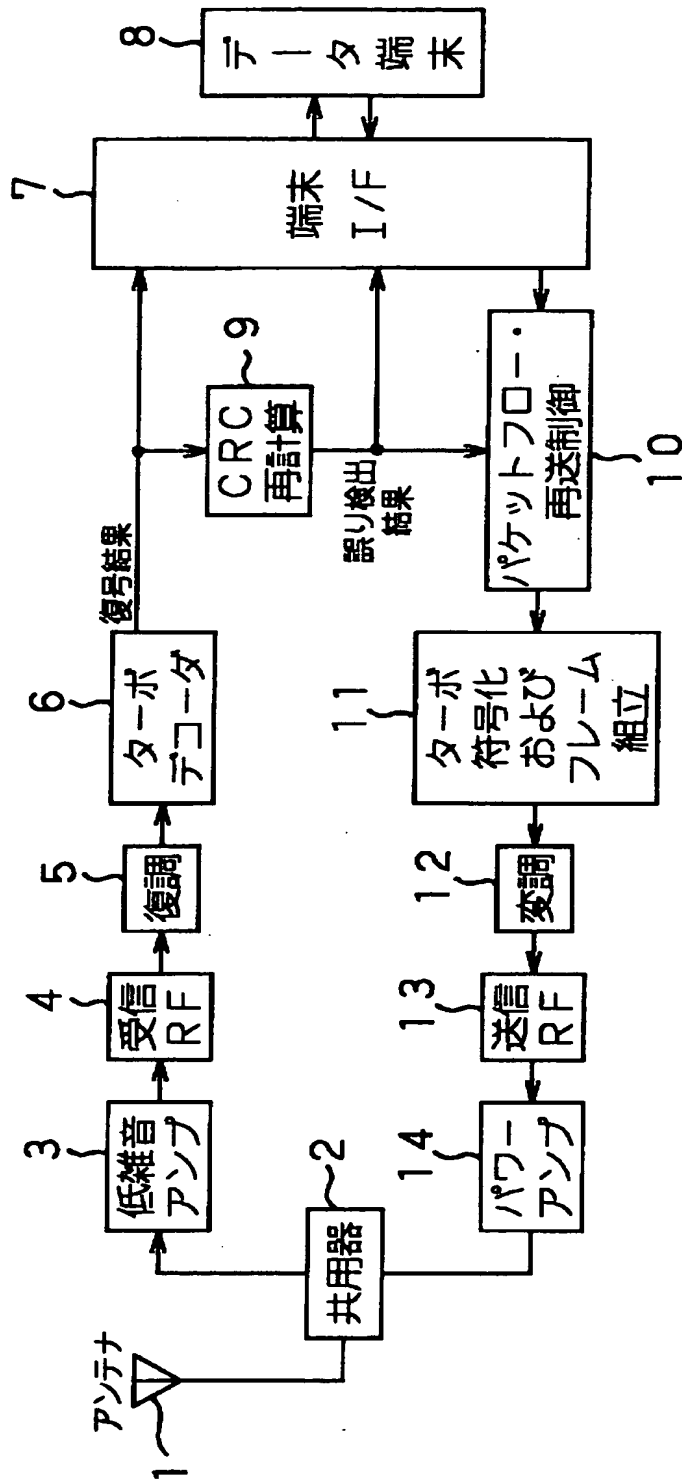 アンテナ
1
共用器
2
低雑音
アンプ
3
受信
RF
4
復調
5
ターボ
デコーダ
6
復号結果
CRC
再計算
9
誤り検出
結果
端末
I/F
7
データ端末
8
パケットフロー・
再送制御
10
ターボ
符号化
および
フレーム
組立
11
変調
12
送信
RF
13
パワー
アンプ
14